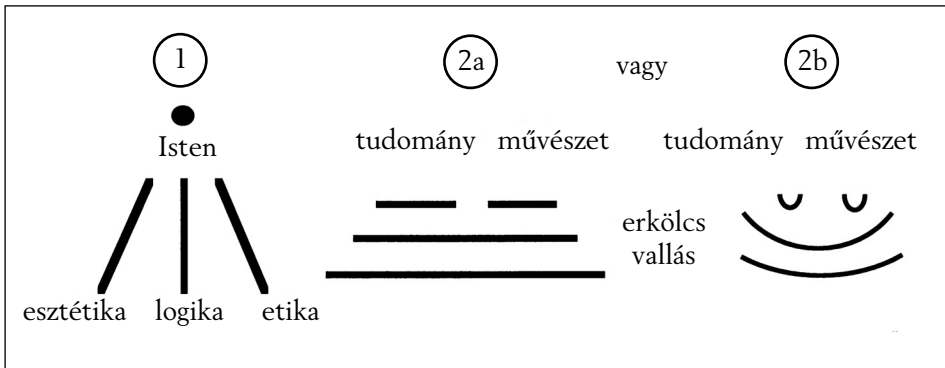 1 2a vagy 2b
Isten
tudomány művészet tudomány művészet
erkölcs
vallás
esztétika logika etika